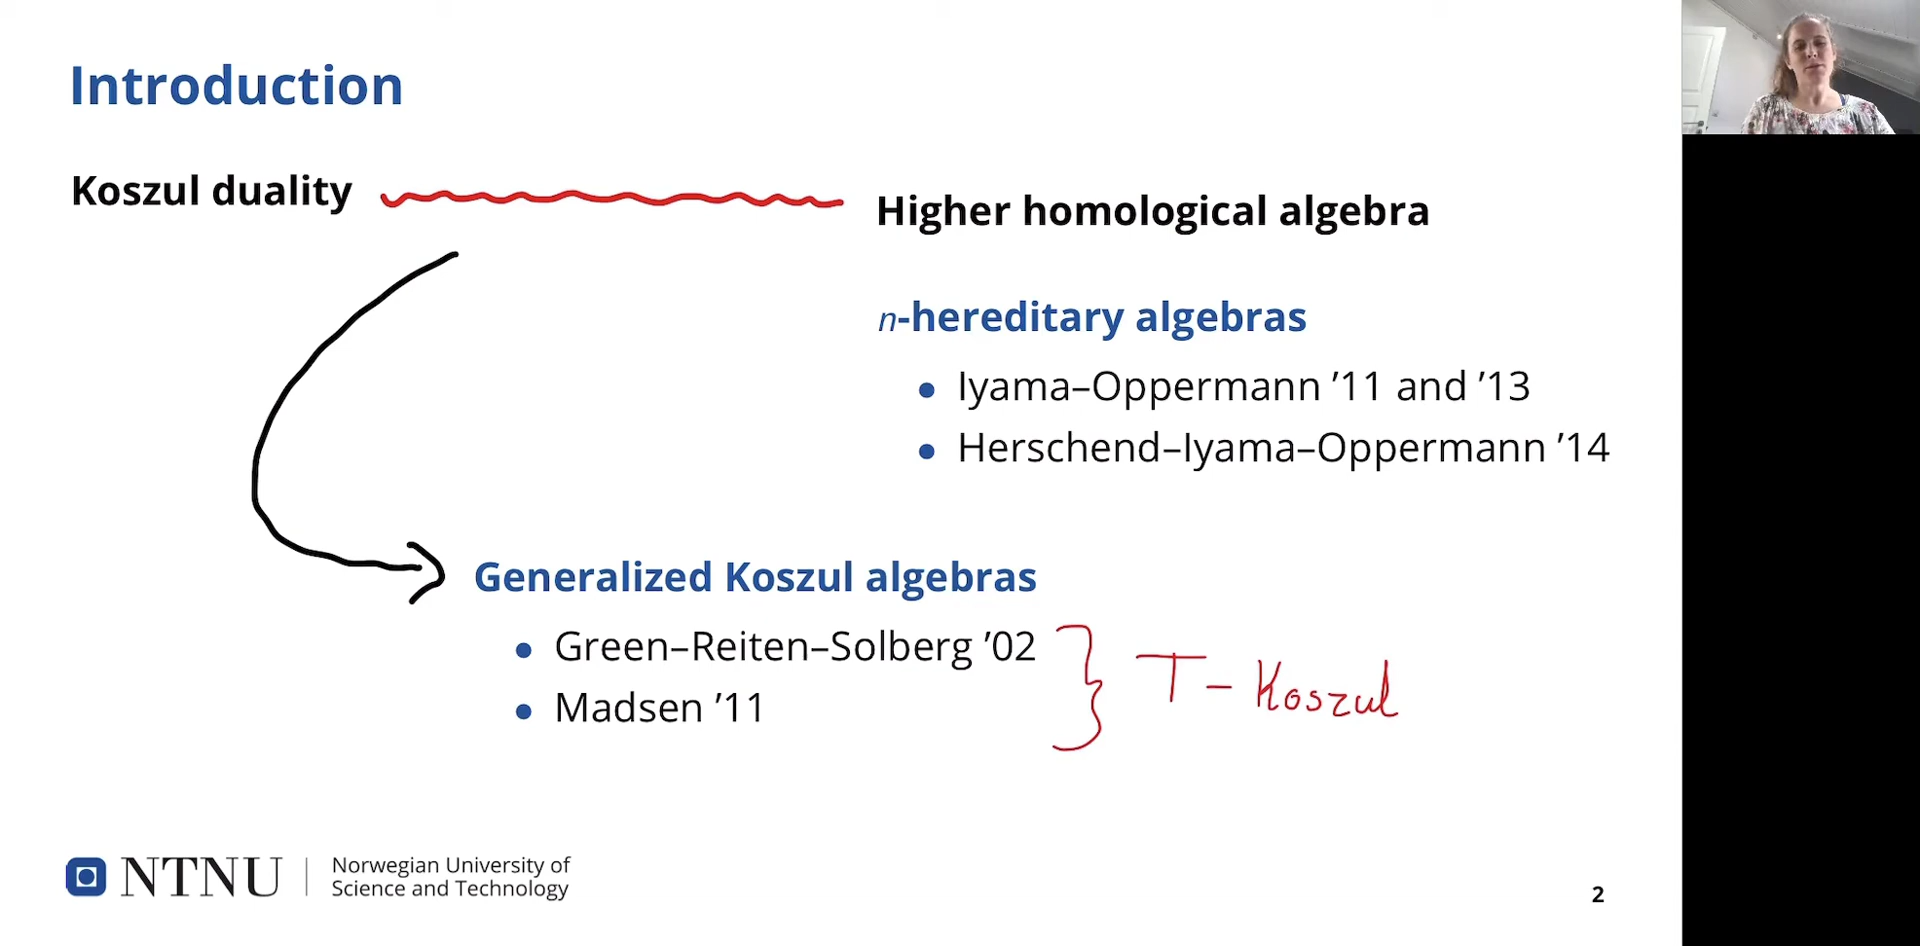 Introduction
Koszul duality
Higher homological algebra
n-hereditary algebras
• Iyama–Oppermann ’11 and ’13
• Herschend–Iyama–Oppermann ’14
Generalized Koszul algebras
• Green–Reiten–Solberg ’02
• Madsen ’11
T - Koszul
NTNU
Norwegian University of
Science and Technology
2